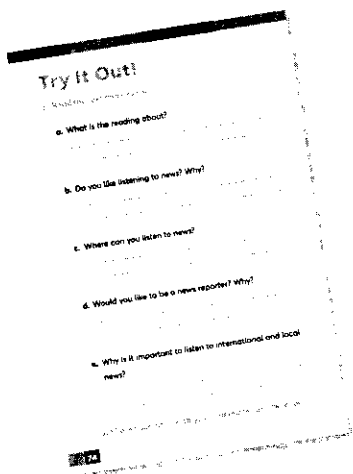 Try It Out!
a. What is the reading about?
b. Do you like listening to news? Why?
c. Where can you listen to news?
d. Would you like to be a news reporter? Why?
e. Why is it important to listen to international and local
news?
74